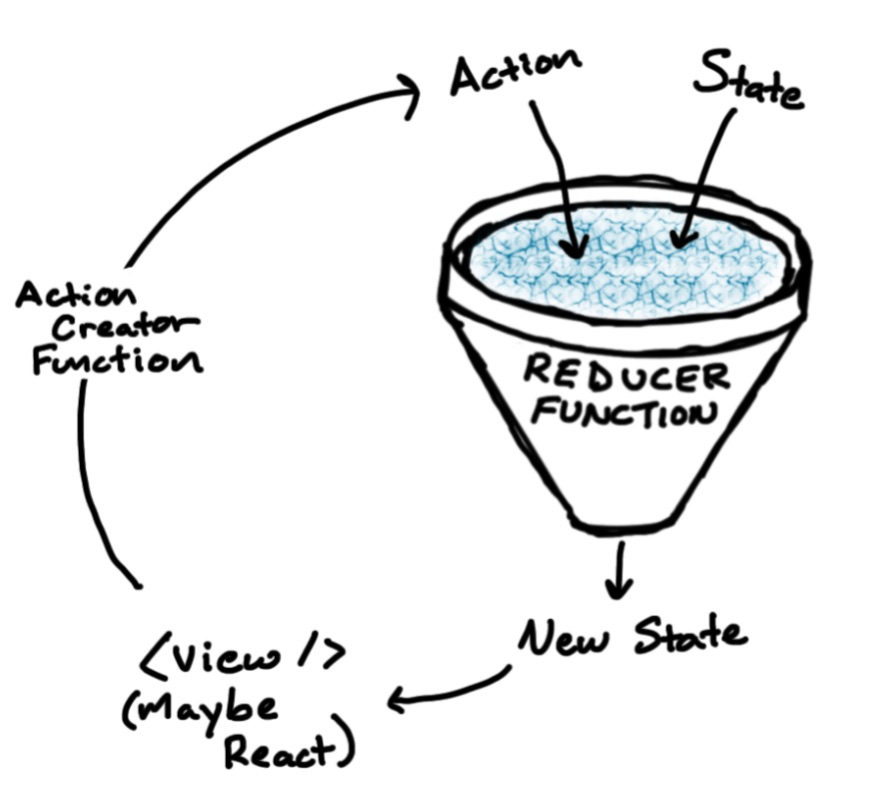 Action
State
Action
Creator
Function
REDUCER
FUNCTION
New State
<View />
(Maybe
React)